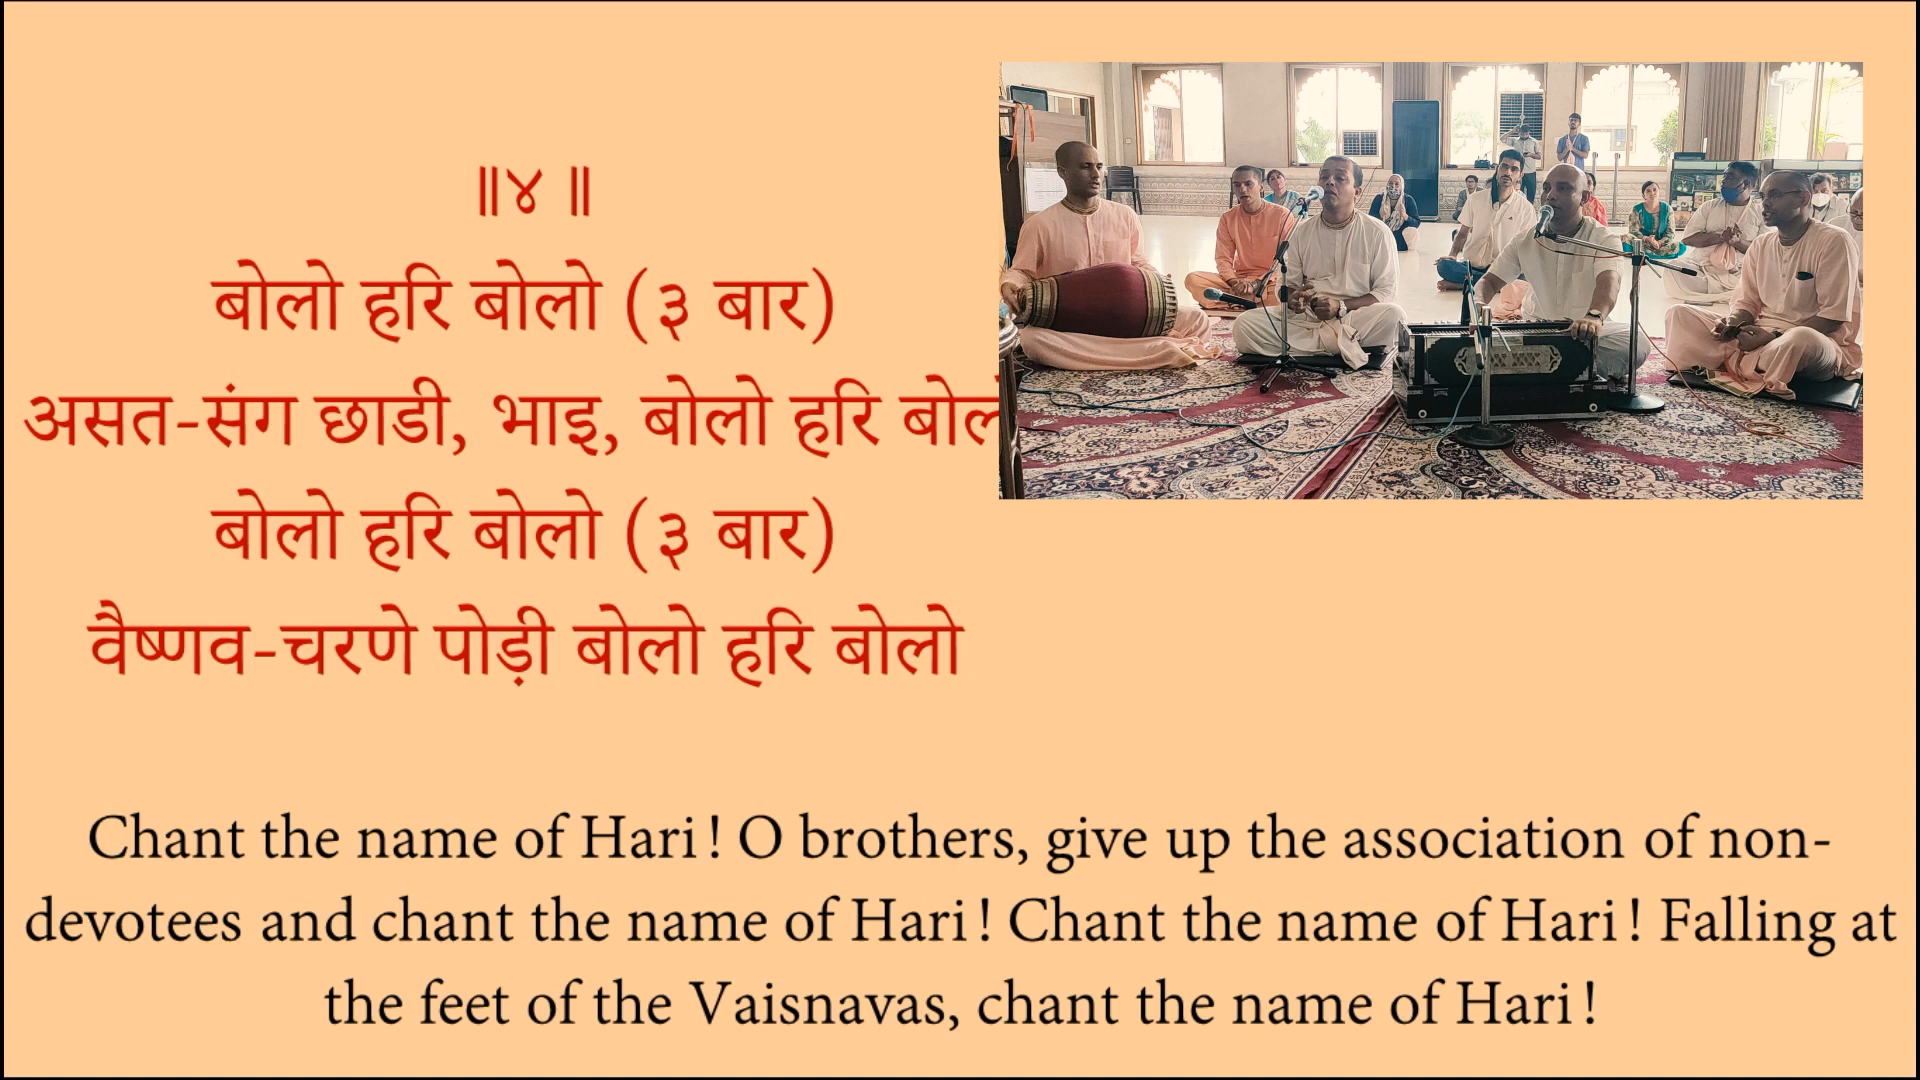 ॥४ ॥
बोलो हरि बोलो (३ बार)
असत-संग छाडी, भाइ, बोलो हरि
बोलो हरि बोलो (३ बार)
वैष्णव-चरणे पोड़ी बोलो हरि बोलो
Chant the name of Hari! O brothers, give up the association of non-
devotees and chant the name of Hari! Chant the name of Hari! Falling at
the feet of the Vaisnavas, chant the name of Hari!